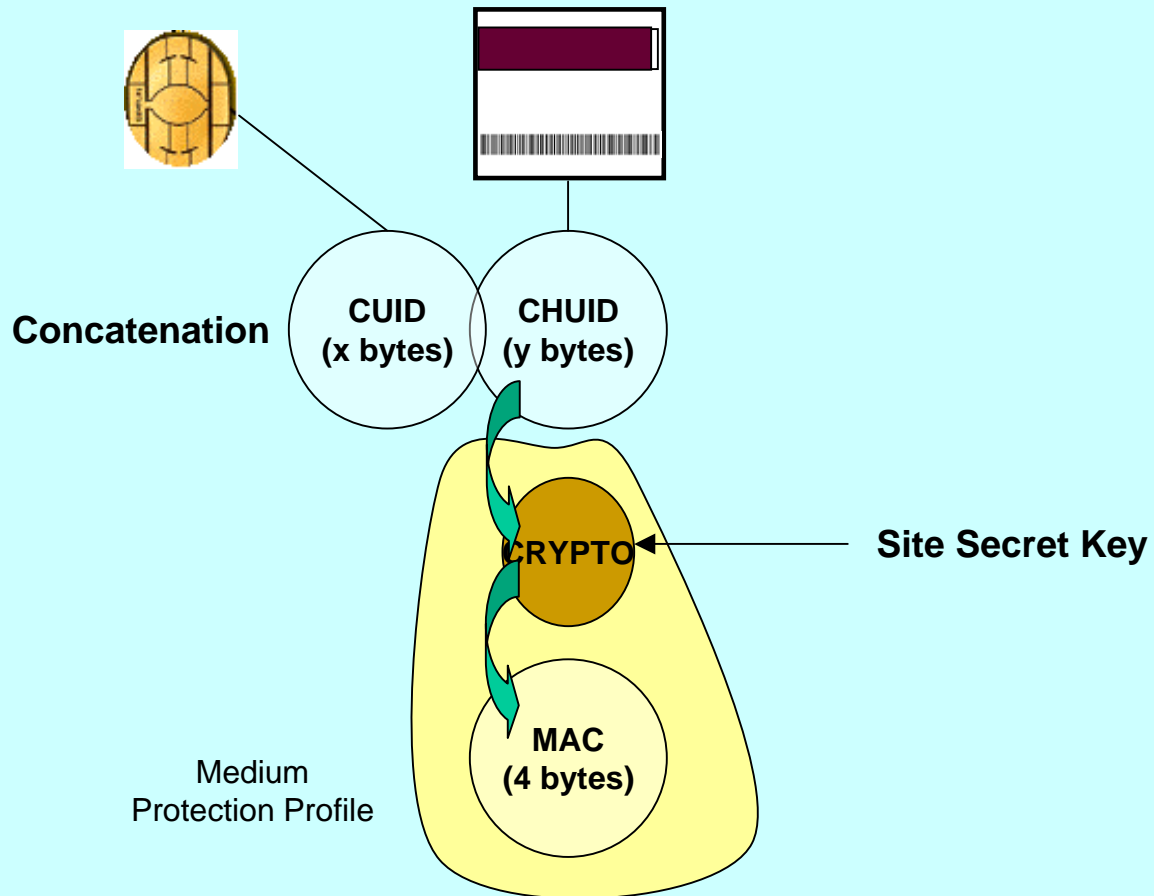 CUID
(x bytes)
CHUID
(y bytes)
Concatenation
CRYPTO
Site Secret Key
MAC
(4 bytes)
Medium
Protection Profile